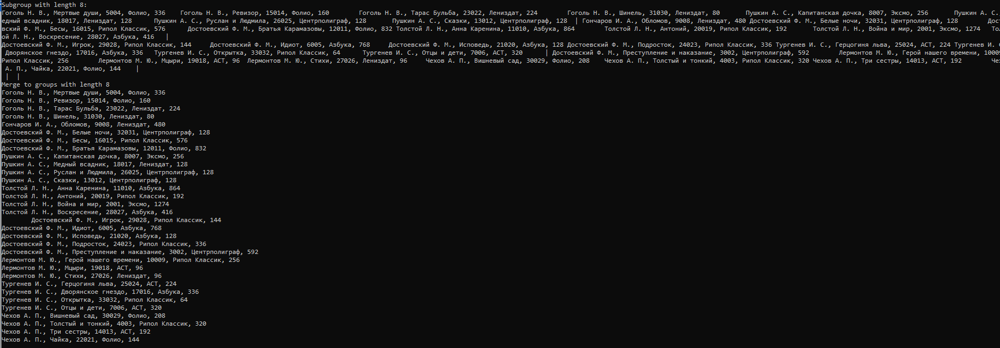 Subgroup with length 8:
Гоголь Н. В., Мертвые души, 5004, Фолио, 336    Гоголь Н. В., Ревизор, 15014, Фолио, 160        Гоголь Н. В., Тарас Бульба, 23022, Лениздат, 224        Гоголь Н. В., Шинель, 31030, Лениздат, 80       Пушкин А. С., Капитанская дочка, 8007, Эксмо, 256       Пушкин А. С.,
едный всадник, 18017, Лениздат, 128      Пушкин А. С., Руслан и Людмила, 26025, Центрполиграф, 128       Пушкин А. С., Сказки, 13012, Центрполиграф, 128  | Гончаров И. А., Обломов, 9008, Лениздат, 480 Достоевский Ф. М., Белые ночи, 32031, Центрполиграф, 128        Дост
вский Ф. М., Бесы, 16015, Рипол Классик, 576      Достоевский Ф. М., Братья Карамазовы, 12011, Фолио, 832 Толстой Л. Н., Анна Каренина, 11010, Азбука, 864        Толстой Л. Н., Антоний, 20019, Рипол Классик, 192       Толстой Л. Н., Война и мир, 2001, Эксмо, 1274   Тол
ой Л. Н., Воскресение, 28027, Азбука, 416   |
Достоевский Ф. М., Игрок, 29028, Рипол Классик, 144     Достоевский Ф. М., Идиот, 6005, Азбука, 768     Достоевский Ф. М., Исповедь, 21020, Азбука, 128 Достоевский Ф. М., Подросток, 24023, Рипол Классик, 336 Тургенев И. С., Герцогиня льва, 25024, АСТ, 224 Тургенев И. С
Дворянское гнездо, 17016, Азбука, 336   Тургенев И. С., Открытка, 33032, Рипол Классик, 64      Тургенев И. С., Отцы и дети, 7006, АСТ, 320      | Достоевский Ф. М., Преступление и наказание, 3002, Центрполиграф, 592        Лермонтов М. Ю., Герой нашего времени, 10009
Рипол Классик, 256        Лермонтов М. Ю., Мцыри, 19018, АСТ, 96  Лермонтов М. Ю., Стихи, 27026, Лениздат, 96     Чехов А. П., Вишневый сад, 30029, Фолио, 208    Чехов А. П., Толстый и тонкий, 4003, Рипол Классик, 320 Чехов А. П., Три сестры, 14013, АСТ, 192        Чех
А. П., Чайка, 22021, Фолио, 144    |
|  |
Merge to groups with length 8
Гоголь Н. В., Мертвые души, 5004, Фолио, 336
Гоголь Н. В., Ревизор, 15014, Фолио, 160
Гоголь Н. В., Тарас Бульба, 23022, Лениздат, 224
Гоголь Н. В., Шинель, 31030, Лениздат, 80
Гончаров И. А., Обломов, 9008, Лениздат, 480
Достоевский Ф. М., Белые ночи, 32031, Центрполиграф, 128
Достоевский Ф. М., Бесы, 16015, Рипол Классик, 576
Достоевский Ф. М., Братья Карамазовы, 12011, Фолио, 832
Пушкин А. С., Капитанская дочка, 8007, Эксмо, 256
Пушкин А. С., Медный всадник, 18017, Лениздат, 128
Пушкин А. С., Руслан и Людмила, 26025, Центрполиграф, 128
Пушкин А. С., Сказки, 13012, Центрполиграф, 128
Толстой Л. Н., Анна Каренина, 11010, Азбука, 864
Толстой Л. Н., Антоний, 20019, Рипол Классик, 192
Толстой Л. Н., Война и мир, 2001, Эксмо, 1274
Толстой Л. Н., Воскресение, 28027, Азбука, 416
        Достоевский Ф. М., Игрок, 29028, Рипол Классик, 144
Достоевский Ф. М., Идиот, 6005, Азбука, 768
Достоевский Ф. М., Исповедь, 21020, Азбука, 128
Достоевский Ф. М., Подросток, 24023, Рипол Классик, 336
Достоевский Ф. М., Преступление и наказание, 3002, Центрполиграф, 592
Лермонтов М. Ю., Герой нашего времени, 10009, Рипол Классик, 256
Лермонтов М. Ю., Мцыри, 19018, АСТ, 96
Лермонтов М. Ю., Стихи, 27026, Лениздат, 96
Тургенев И. С., Герцогиня льва, 25024, АСТ, 224
Тургенев И. С., Дворянское гнездо, 17016, Азбука, 336
Тургенев И. С., Открытка, 33032, Рипол Классик, 64
Тургенев И. С., Отцы и дети, 7006, АСТ, 320
Чехов А. П., Вишневый сад, 30029, Фолио, 208
Чехов А. П., Толстый и тонкий, 4003, Рипол Классик, 320
Чехов А. П., Три сестры, 14013, АСТ, 192
Чехов А. П., Чайка, 22021, Фолио, 144